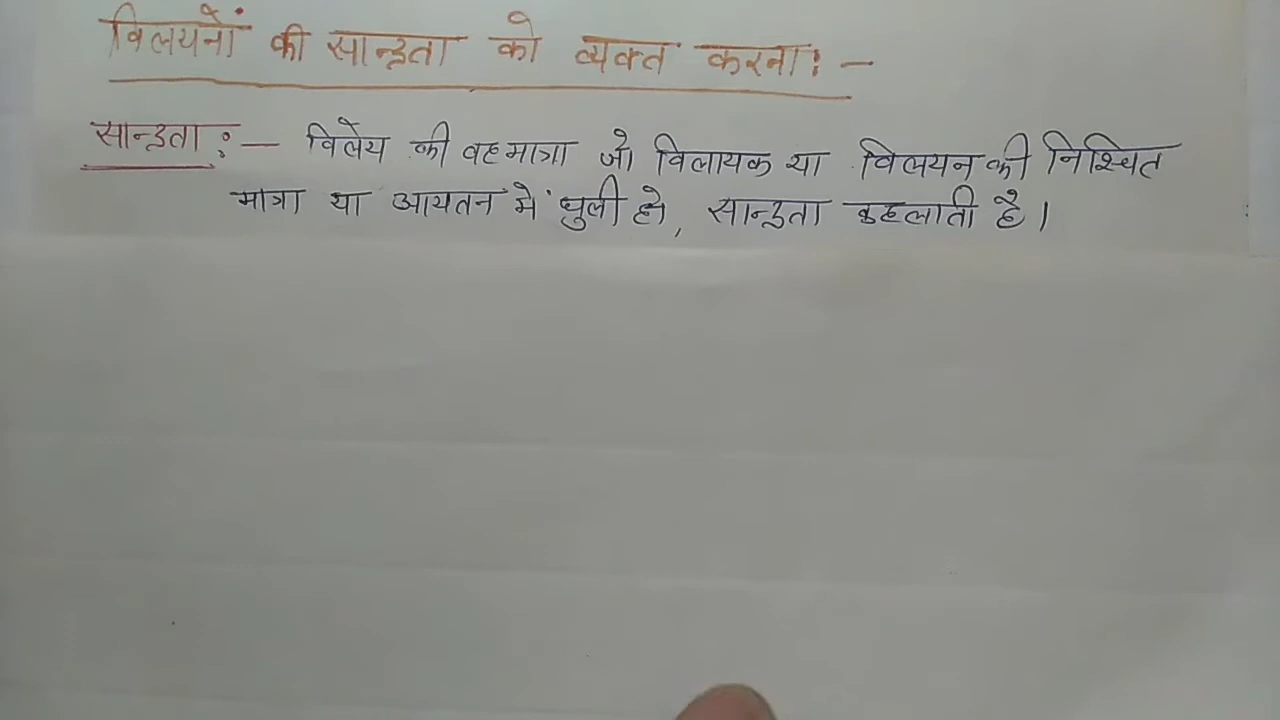 विलयनों की सान्द्रता को व्यक्त करना : -
सान्द्रता : - विलेय की वह मात्रा जो विलायक या विलयन की निश्चित
मात्रा या आयतन में घुली हो, सान्द्रता कहलाती है।